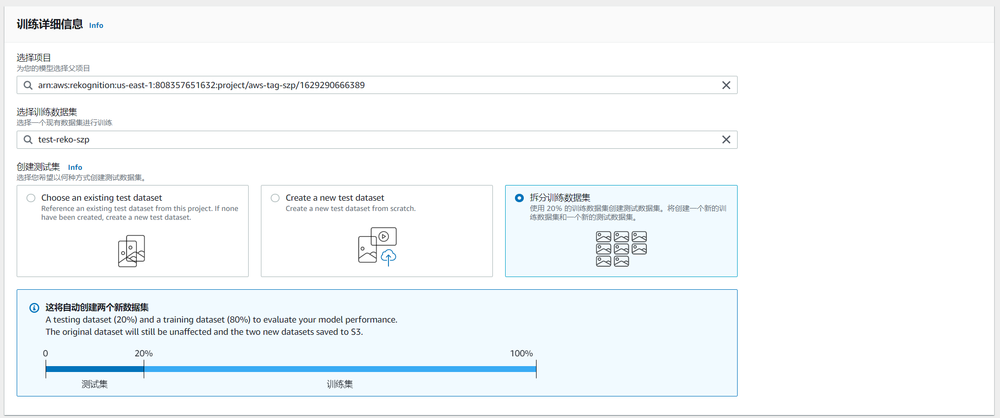 训练详细信息 Info
选择项目
为您的模型选择父项目
arn:aws:rekognition:us-east-1:808357651632:project/aws-tag-szp/1629290666389
选择训练数据集
选择一个现有数据集进行训练
test-reko-szp
创建测试集 Info
选择您希望以何种方式创建测试数据集。
Choose an existing test dataset
Reference an existing test dataset from this project. If none
have been created, create a new test dataset.
Create a new test dataset
Create a new test dataset from scratch.
拆分训练数据集
使用 20% 的训练数据集创建测试数据集。将创建一个新的训
练数据集和一个新的测试数据集。
这将自动创建两个新数据集
A testing dataset (20%) and a training dataset (80%) to evaluate your model performance.
The original dataset will still be unaffected and the two new datasets saved to S3.
0 20% 100%
测试集 训练集